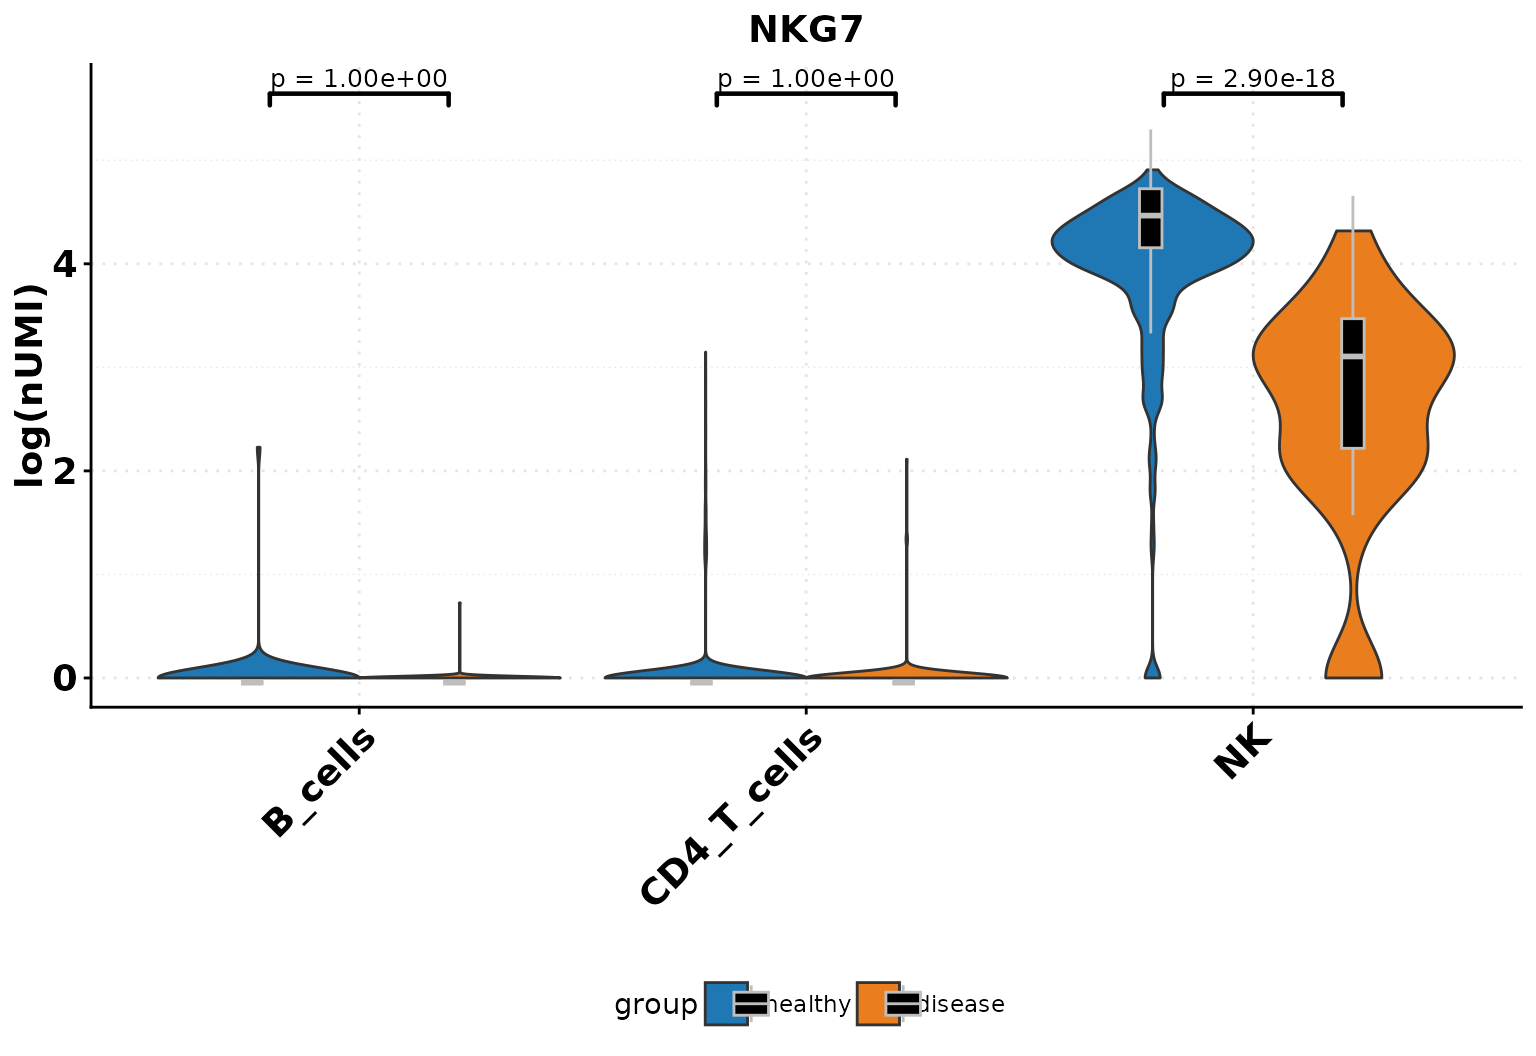 NKG7
p = 1.00e+00
p = 1.00e+00
p = 2.90e-18
log(nUMI)
4
2
0
B_cells
CD4_T_cells
NK
group healthy disease